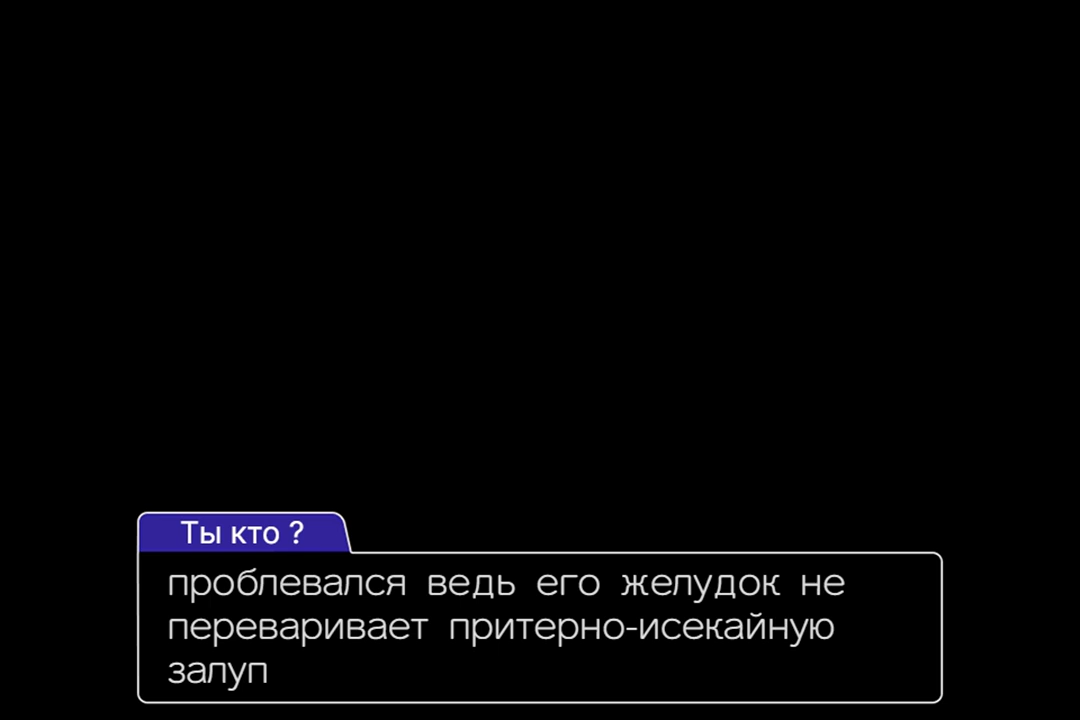 Ты кто ?
проблевался ведь его желудок не
переваривает притерно-исекайную
залуп